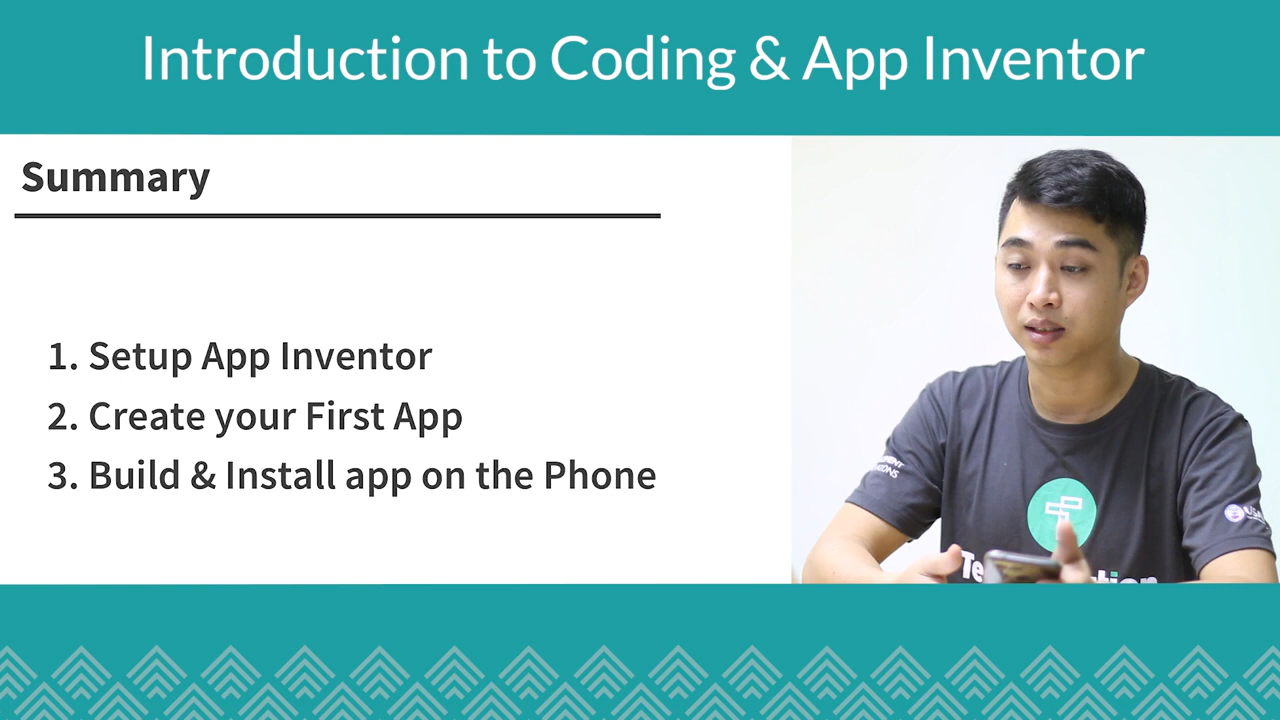 Introduction to Coding & App Inventor
Summary
1. Setup App Inventor
2. Create your First App
3. Build & Install app on the Phone